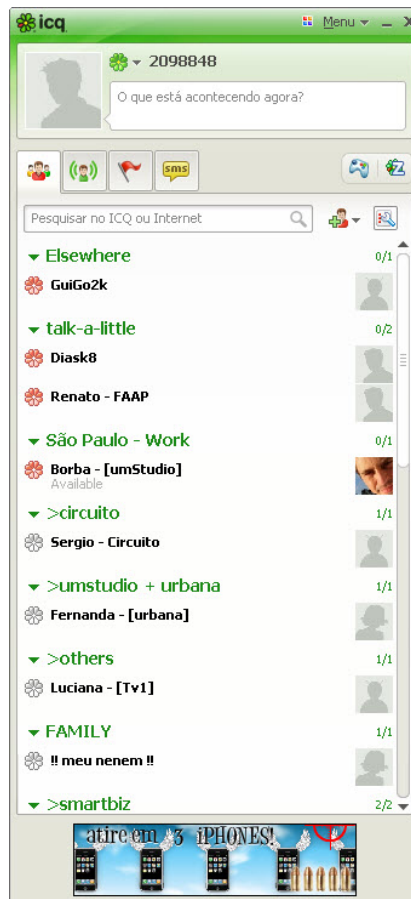 icq
Menu
2098848
O que está acontecendo agora?
sms
Pesquisar no ICQ ou Internet
Elsewhere 0/1
GuiGo2k
talk-a-little 0/2
Diask8
Renato - FAAP
São Paulo - Work 0/1
Borba - [umStudio]
Available
>circuito 1/1
Sergio - Circuito
>umstudio + urbana 1/1
Fernanda - [urbana]
>others 1/1
Luciana - [Tv1]
FAMILY 1/1
!! meu nenem !!
>smartbiz 2/2
atire em 3 iPHONES!